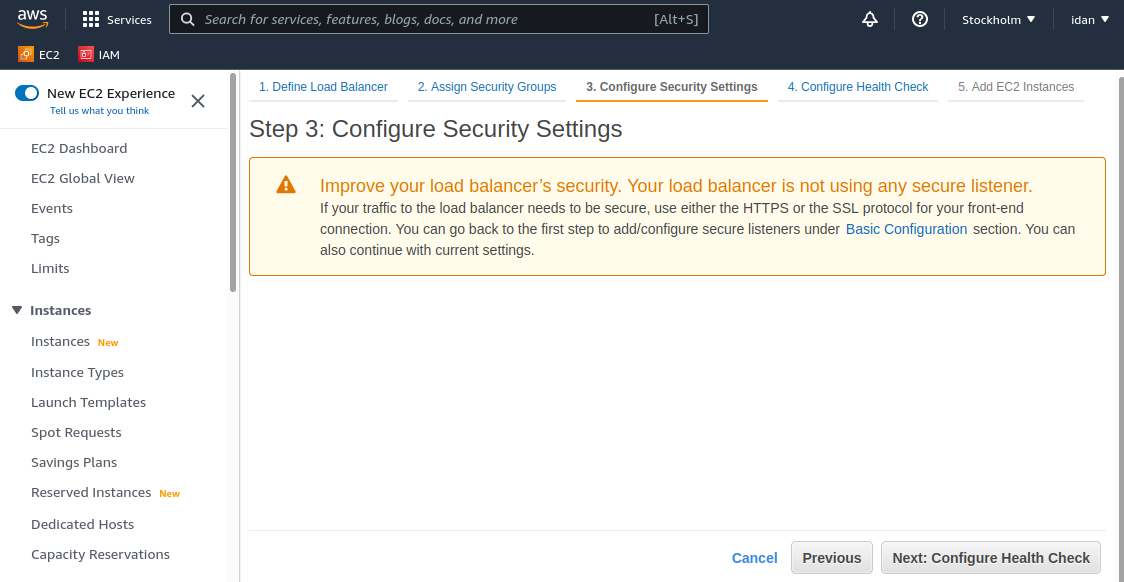 aws
Services
Search for services, features, blogs, docs, and more [Alt+S]
Stockholm
idan
EC2
IAM
New EC2 Experience
Tell us what you think
EC2 Dashboard
EC2 Global View
Events
Tags
Limits
Instances
Instances New
Instance Types
Launch Templates
Spot Requests
Savings Plans
Reserved Instances New
Dedicated Hosts
Capacity Reservations
1. Define Load Balancer
2. Assign Security Groups
3. Configure Security Settings
4. Configure Health Check
5. Add EC2 Instances
Step 3: Configure Security Settings
Improve your load balancer’s security. Your load balancer is not using any secure listener.
If your traffic to the load balancer needs to be secure, use either the HTTPS or the SSL protocol for your front-end
connection. You can go back to the first step to add/configure secure listeners under Basic Configuration section. You can
also continue with current settings.
Cancel
Previous
Next: Configure Health Check